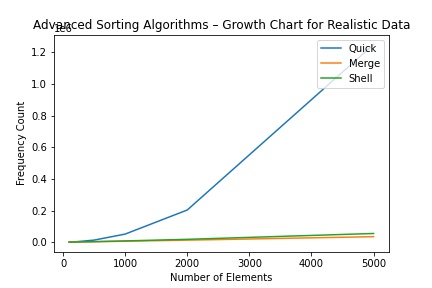 Advanced Sorting Algorithms – Growth Chart for Realistic Data
1e6
Quick
Merge
Shell
1.2
1.0
0.8
0.6
0.4
0.2
0.0
Frequency Count
0 1000 2000 3000 4000 5000
Number of Elements